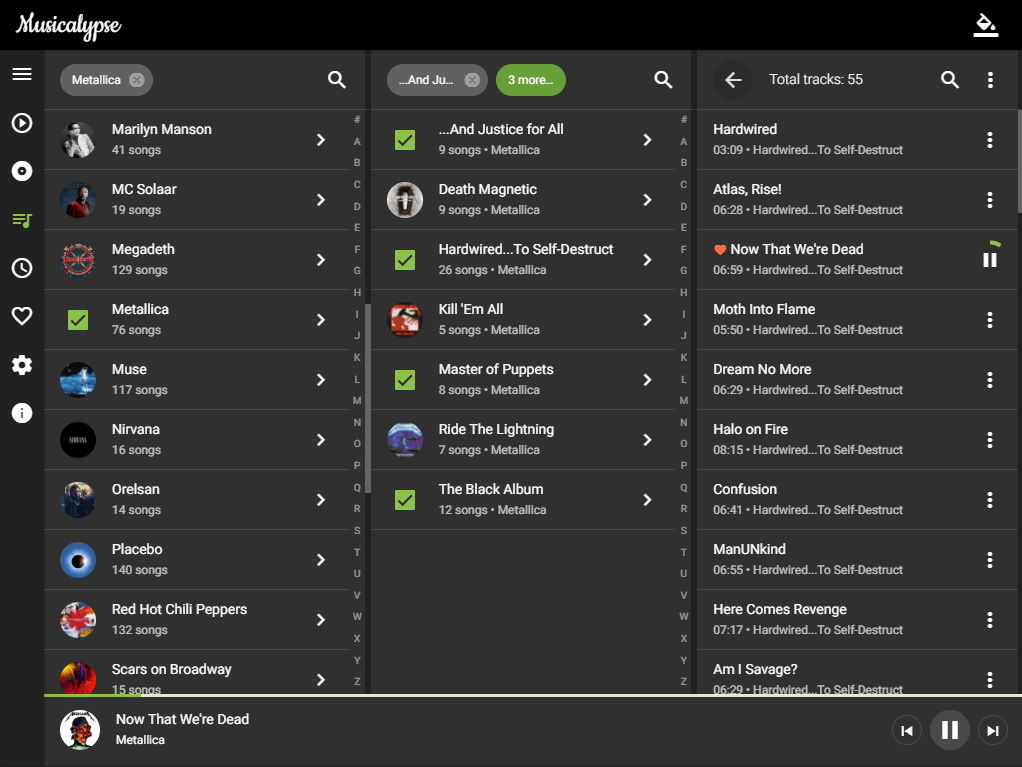 Musicalypse
Metallica
Marilyn Manson
41 songs
MC Solaar
19 songs
Megadeth
129 songs
Metallica
76 songs
Muse
117 songs
Nirvana
16 songs
Orelsan
14 songs
Placebo
140 songs
Red Hot Chili Peppers
132 songs
Scars on Broadway
15 songs
#
A
B
C
D
E
F
G
H
I
J
K
L
M
N
O
P
Q
R
S
T
U
V
W
X
Y
Z
...And Ju...
3 more...
...And Justice for All
9 songs • Metallica
Death Magnetic
9 songs • Metallica
Hardwired...To Self-Destruct
26 songs • Metallica
Kill 'Em All
5 songs • Metallica
Master of Puppets
8 songs • Metallica
Ride The Lightning
7 songs • Metallica
The Black Album
12 songs • Metallica
#
A
B
C
D
E
F
G
H
I
J
K
L
M
N
O
P
Q
R
S
T
U
V
W
X
Y
Z
Total tracks: 55
Hardwired
03:09 • Hardwired...To Self-Destruct
Atlas, Rise!
06:28 • Hardwired...To Self-Destruct
Now That We're Dead
06:59 • Hardwired...To Self-Destruct
Moth Into Flame
05:50 • Hardwired...To Self-Destruct
Dream No More
06:29 • Hardwired...To Self-Destruct
Halo on Fire
08:15 • Hardwired...To Self-Destruct
Confusion
06:41 • Hardwired...To Self-Destruct
ManUNkind
06:55 • Hardwired...To Self-Destruct
Here Comes Revenge
07:17 • Hardwired...To Self-Destruct
Am I Savage?
06:29 • Hardwired...To Self-Destruct
Now That We're Dead
Metallica